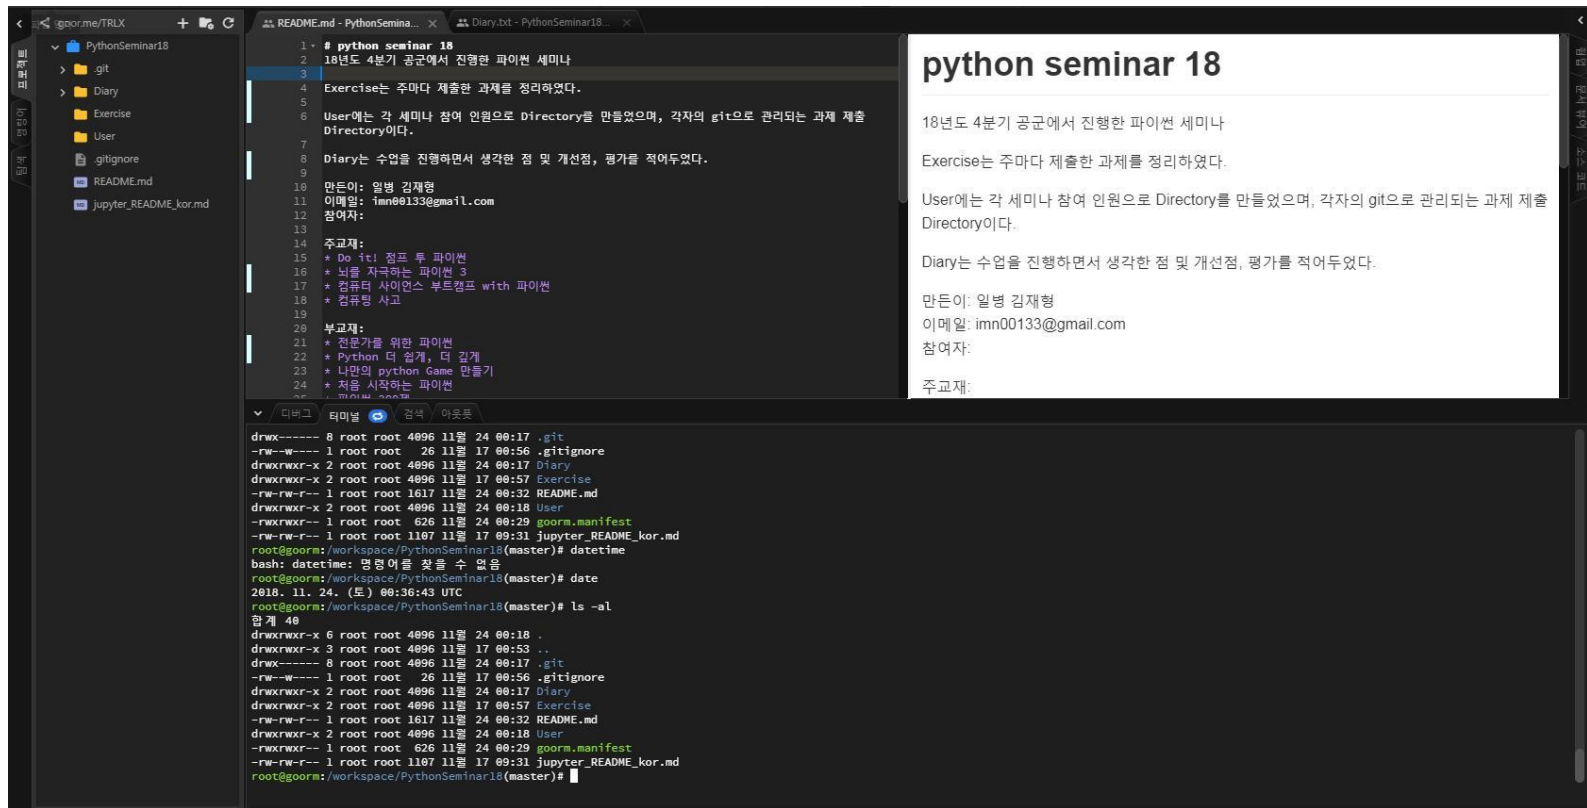 goor.me/TRLX
README.md - PythonSemina...
Diary.txt - PythonSeminar18...
프로젝트
협업
문서 뷰어
소스 코드
PythonSeminar18
.git
Diary
Exercise
User
.gitignore
README.md
jupyter_README_kor.md
1 # python seminar 18
2 18년도 4분기 공군에서 진행한 파이썬 세미나
3
4 Exercise는 주마다 제출한 과제를 정리하였다.
5
6 User에는 각 세미나 참여 인원으로 Directory를 만들었으며, 각자의 git으로 관리되는 과제 제출
Directory이다.
7
8 Diary는 수업을 진행하면서 생각한 점 및 개선점, 평가를 적어두었다.
9
10 만든이: 일병 김재형
11 이메일: imn00133@gmail.com
12 참여자:
13
14 주교재:
15 * Do it! 점프 투 파이썬
16 * 뇌를 자극하는 파이썬 3
17 * 컴퓨터 사이언스 부트캠프 with 파이썬
18 * 컴퓨팅 사고
19
20 부교재:
21 * 전문가를 위한 파이썬
22 * Python 더 쉽게, 더 깊게
23 * 나만의 python Game 만들기
24 * 처음 시작하는 파이썬
python seminar 18
18년도 4분기 공군에서 진행한 파이썬 세미나
Exercise는 주마다 제출한 과제를 정리하였다.
User에는 각 세미나 참여 인원으로 Directory를 만들었으며, 각자의 git으로 관리되는 과제 제출
Directory이다.
Diary는 수업을 진행하면서 생각한 점 및 개선점, 평가를 적어두었다.
만든이: 일병 김재형
이메일: imn00133@gmail.com
참여자:
주교재:
디버그 터미널 검색 아웃풋
drwx------ 8 root root 4096 11월 24 00:17 .git
-rw--w---- 1 root root 26 11월 17 00:56 .gitignore
drwxrwxr-x 2 root root 4096 11월 24 00:17 Diary
drwxrwxr-x 2 root root 4096 11월 17 00:57 Exercise
-rw-rw-r-- 1 root root 1617 11월 24 00:32 README.md
drwxrwxr-x 2 root root 4096 11월 24 00:18 User
-rwxrwxr-- 1 root root 626 11월 24 00:29 goorm.manifest
-rw-rw-r-- 1 root root 1107 11월 17 09:31 jupyter_README_kor.md
root@goorm:/workspace/PythonSeminar18(master)# datetime
bash: datetime: 명령어를 찾을 수 없음
root@goorm:/workspace/PythonSeminar18(master)# date
2018. 11. 24. (토) 00:36:43 UTC
root@goorm:/workspace/PythonSeminar18(master)# ls -al
합계 40
drwxrwxr-x 6 root root 4096 11월 24 00:18 .
drwxrwxr-x 3 root root 4096 11월 17 00:53 ..
drwx------ 8 root root 4096 11월 24 00:17 .git
-rw--w---- 1 root root 26 11월 17 00:56 .gitignore
drwxrwxr-x 2 root root 4096 11월 24 00:17 Diary
drwxrwxr-x 2 root root 4096 11월 17 00:57 Exercise
-rw-rw-r-- 1 root root 1617 11월 24 00:32 README.md
drwxrwxr-x 2 root root 4096 11월 24 00:18 User
-rwxrwxr-- 1 root root 626 11월 24 00:29 goorm.manifest
-rw-rw-r-- 1 root root 1107 11월 17 09:31 jupyter_README_kor.md
root@goorm:/workspace/PythonSeminar18(master)#